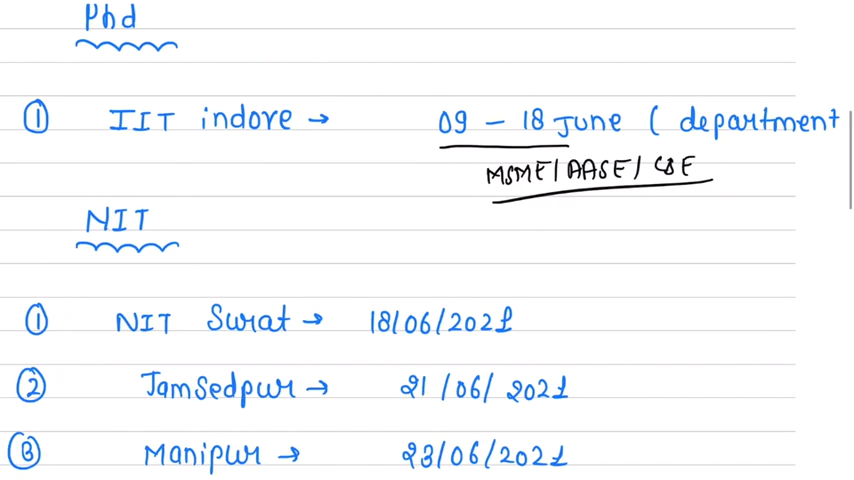 Phd
① IIT indore → 09 - 18 June ( department
MSME/AASE/CBE
NIT
① NIT Surat → 18/06/2021
② Jamsedpur → 21/06/2021
③ Manipur → 23/06/2021